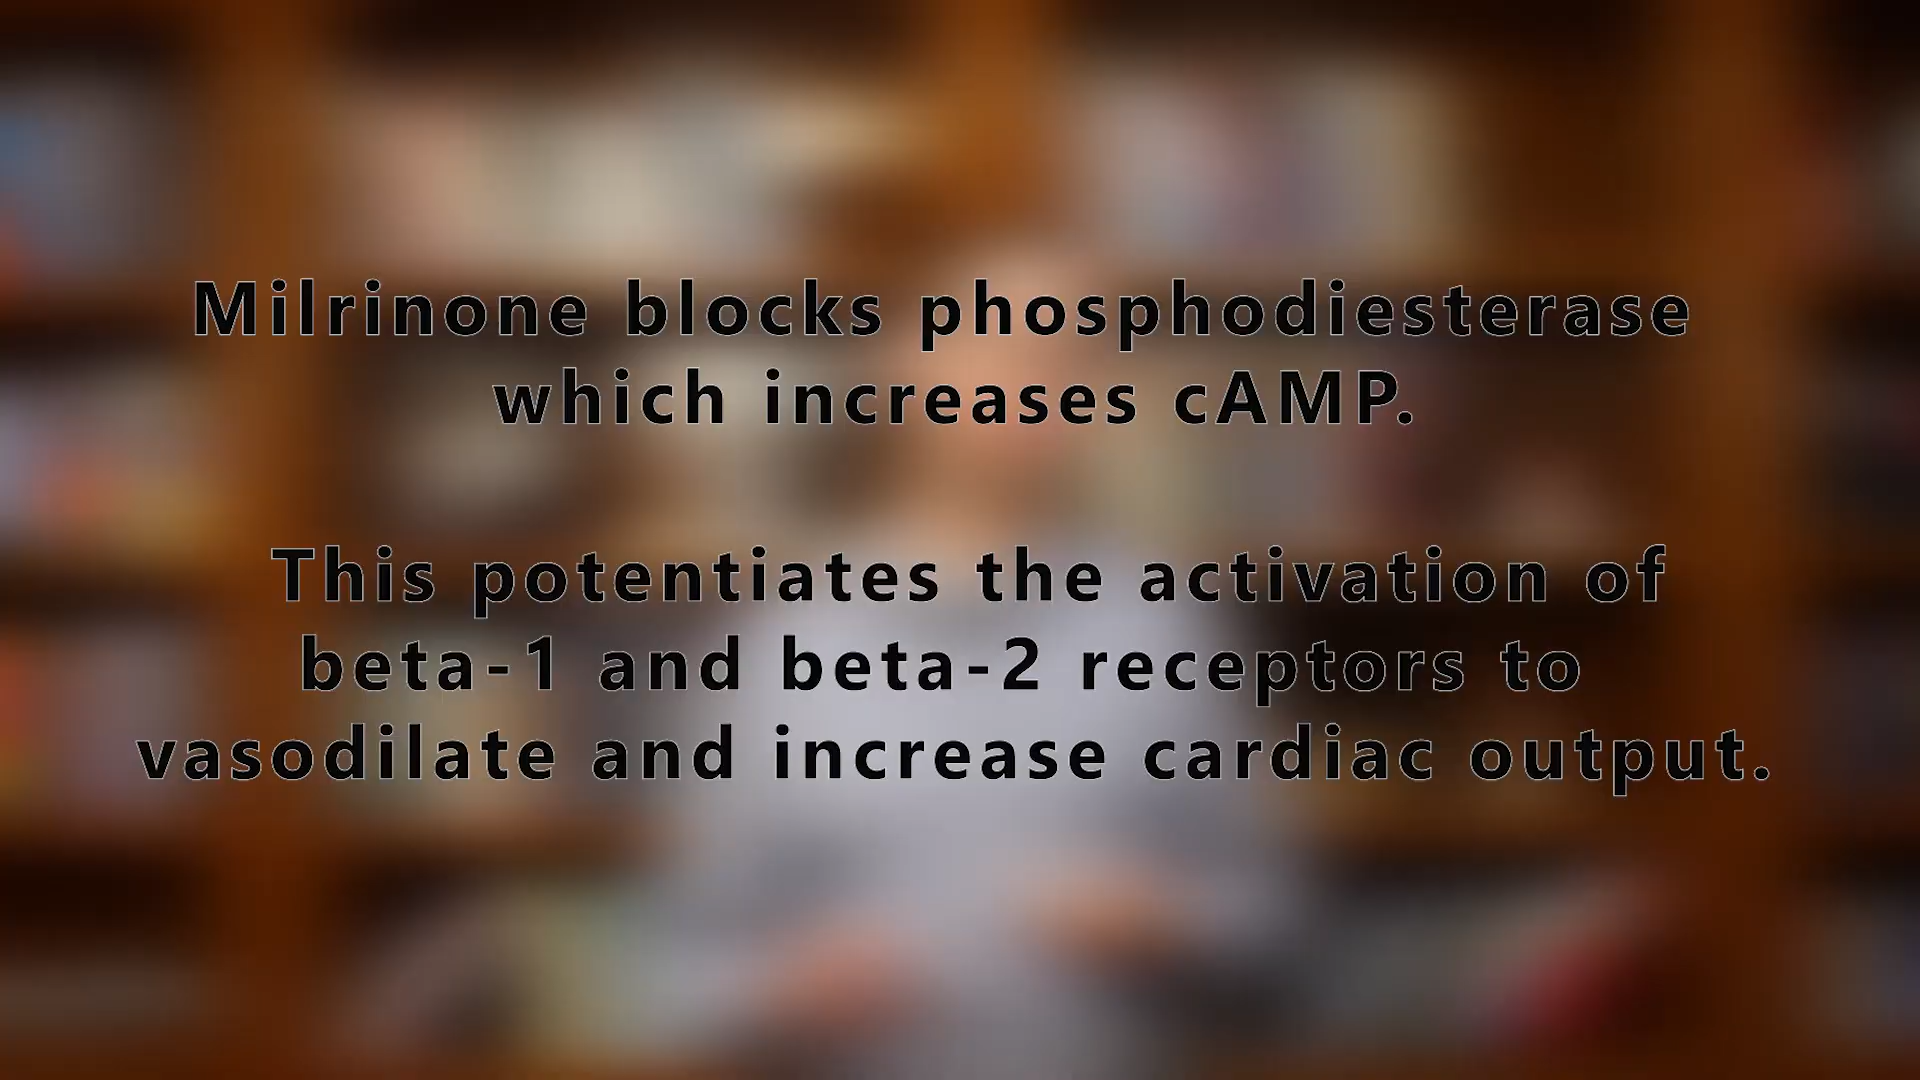 Milrinone blocks phosphodiesterase
which increases cAMP.
This potentiates the activation of
beta-1 and beta-2 receptors to
vasodilate and increase cardiac output.